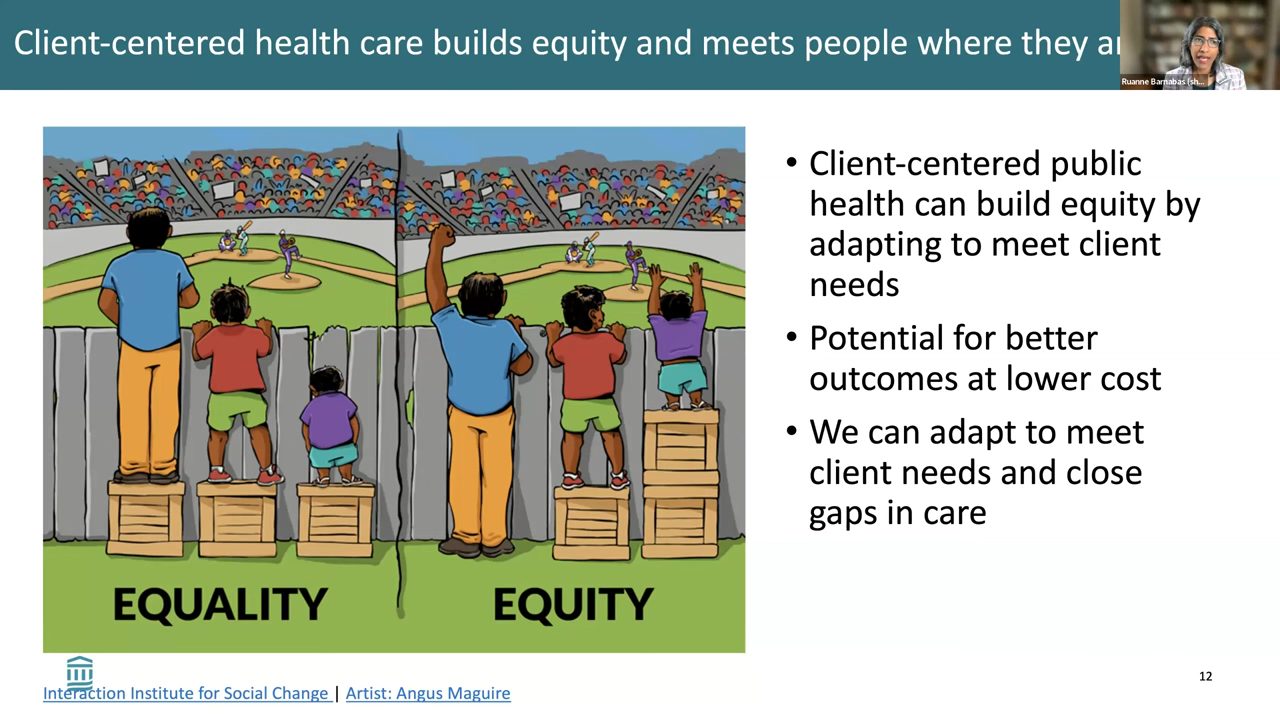 Client-centered health care builds equity and meets people where they
Ruanne Barnabas (sh...
• Client-centered public
health can build equity by
adapting to meet client
needs
• Potential for better
outcomes at lower cost
• We can adapt to meet
client needs and close
gaps in care
EQUALITY
EQUITY
Interaction Institute for Social Change | Artist: Angus Maguire
12